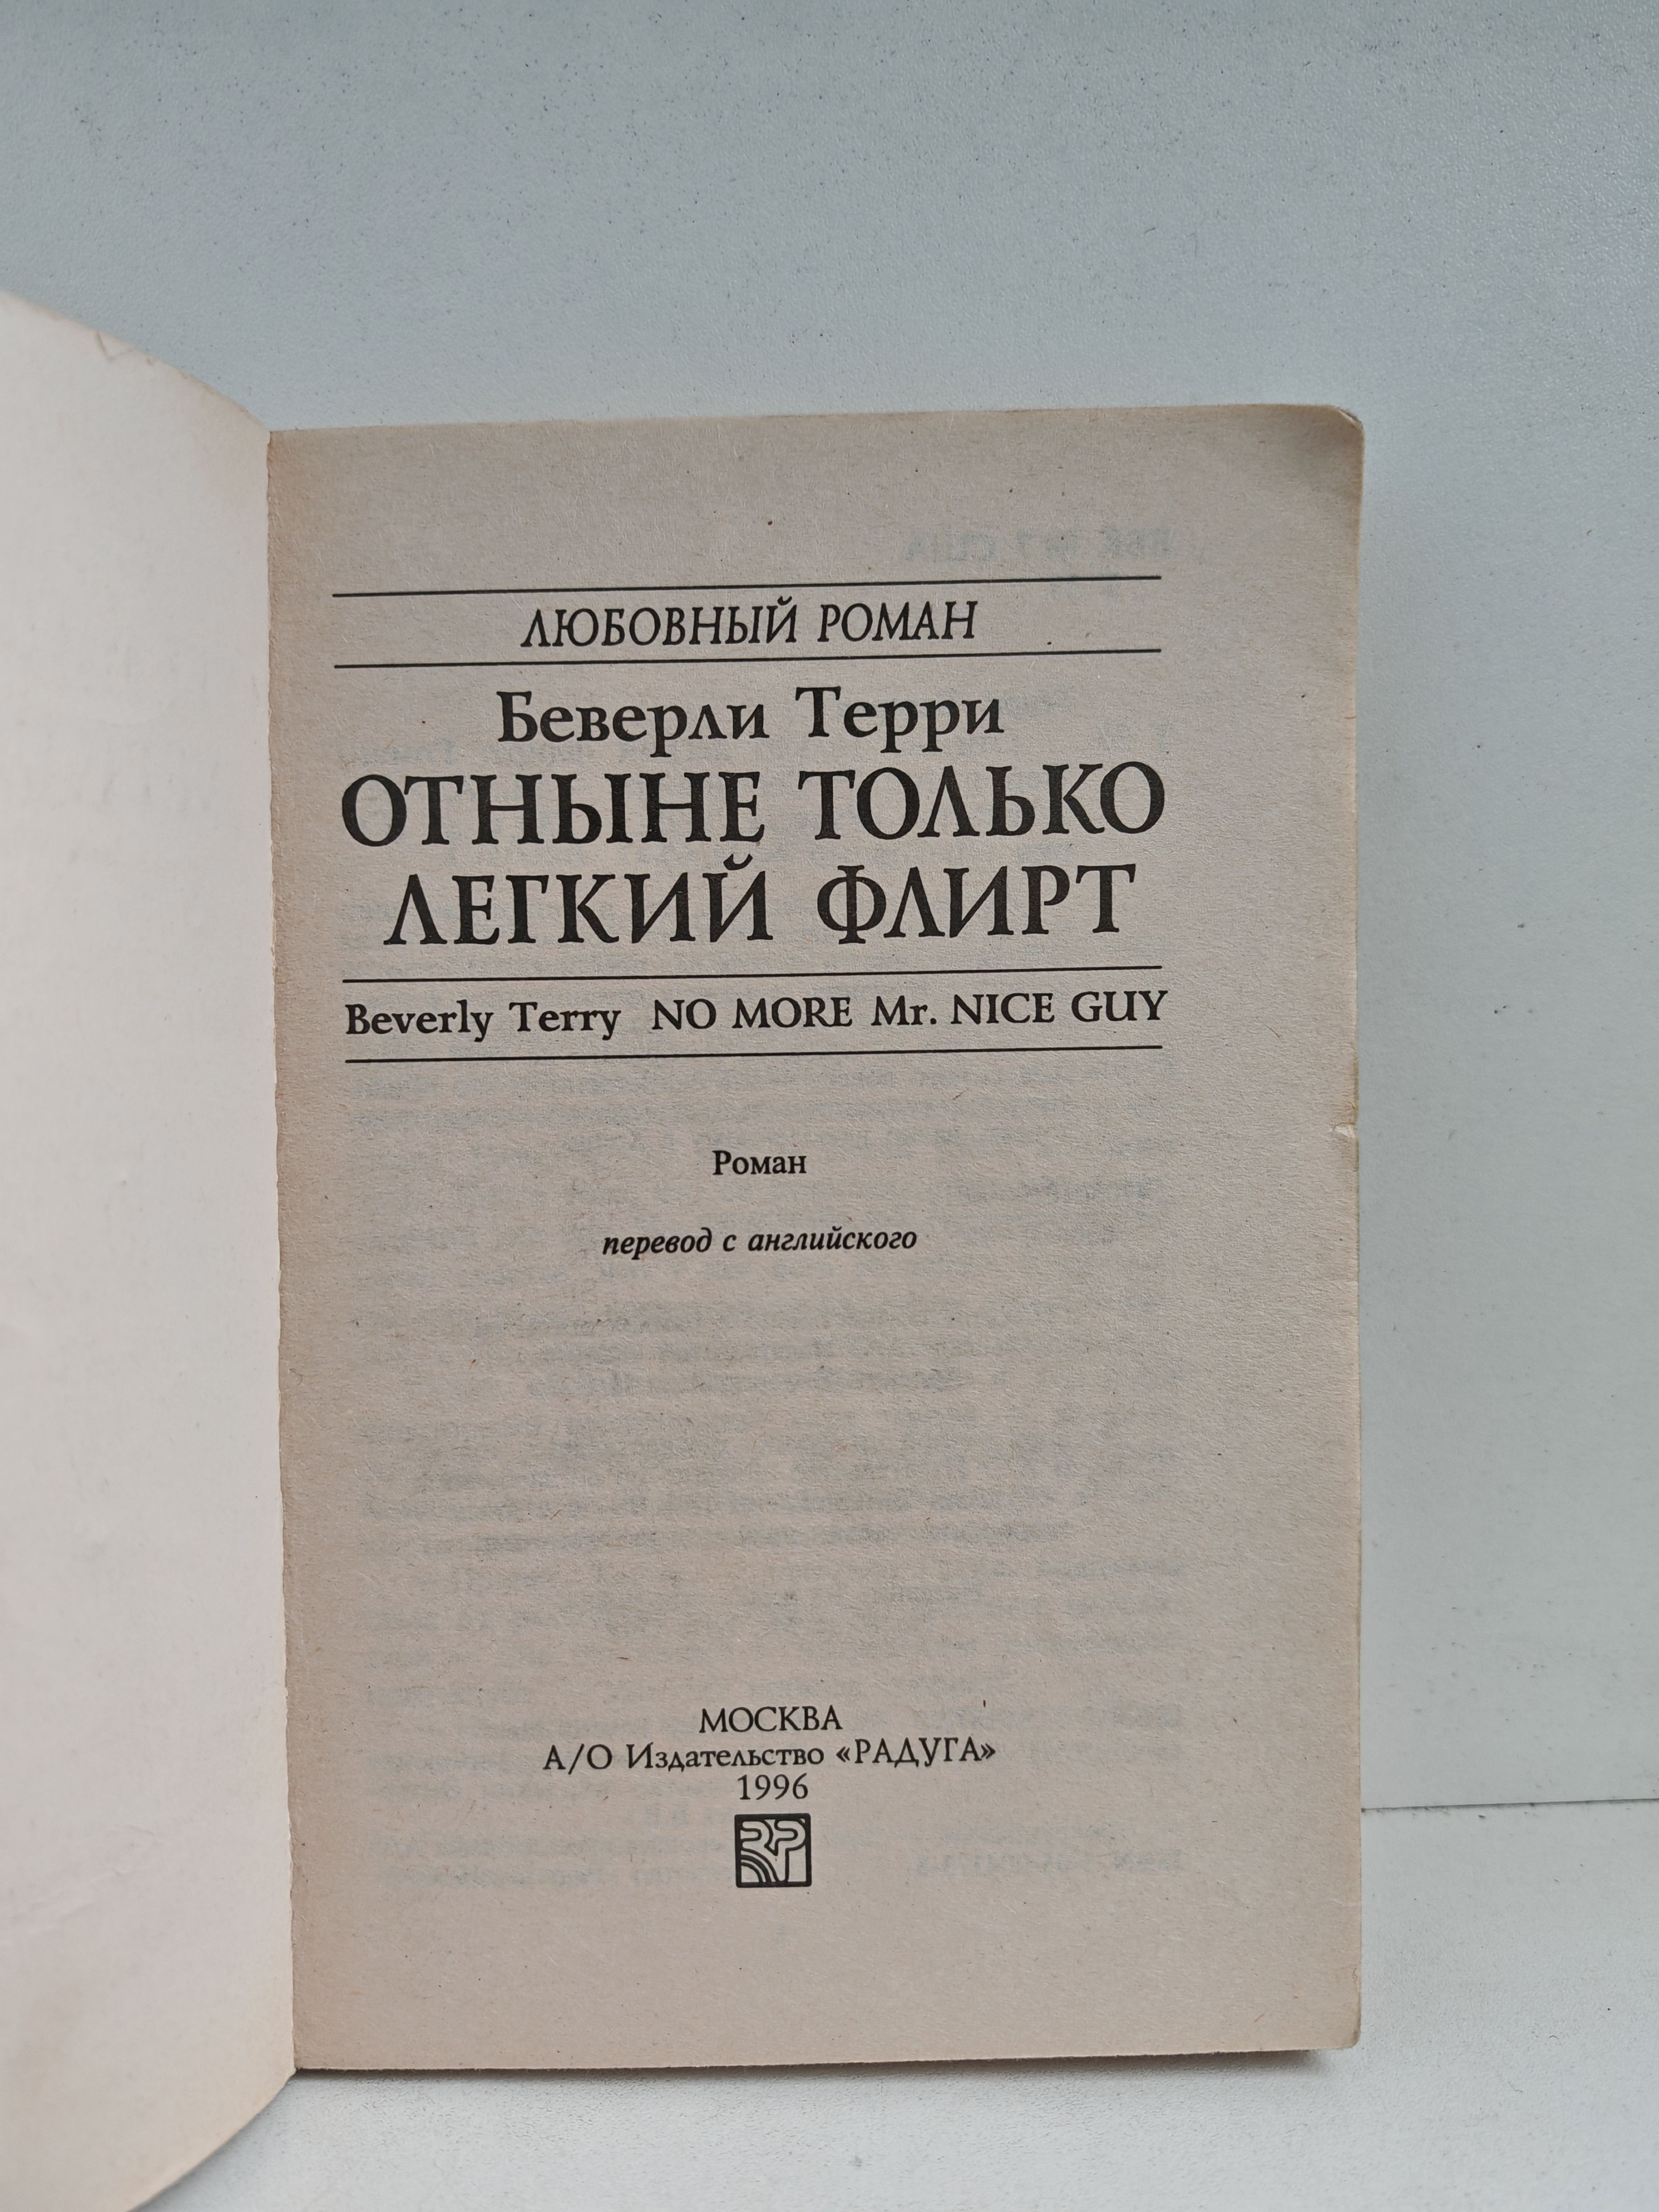 ЛЮБОВНЫЙ РОМАН
Беверли Терри
ОТНЫНЕ ТОЛЬКО
ЛЕГКИЙ ФЛИРТ
Beverly Terry NO MORE Mr. NICE GUY
Роман
перевод с английского
МОСКВА
А/О Издательство «РАДУГА»
1996